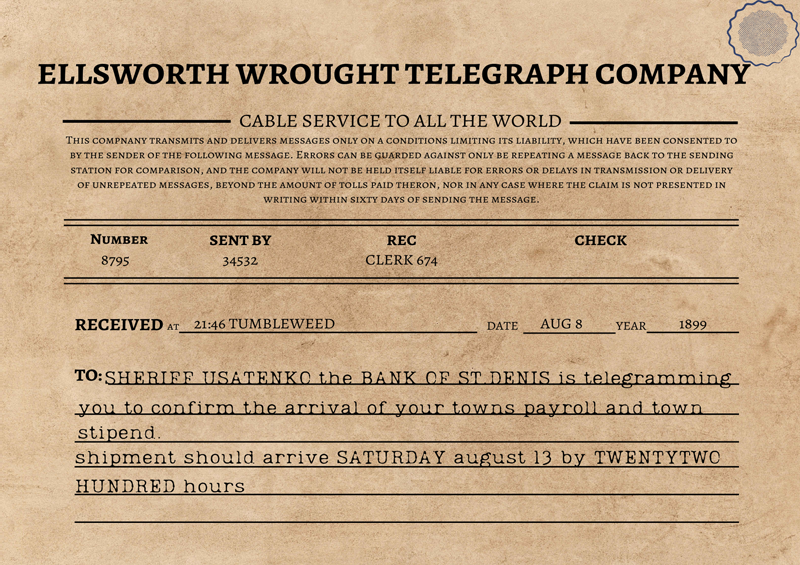 ELLSWORTH WROUGHT TELEGRAPH COMPANY
CABLE SERVICE TO ALL THE WORLD
This compnany transmits and delivers messages only on a conditions limiting its liability, which have been consented to
by the sender of the following message. Errors can be guarded against only be repeating a message back to the sending
station for comparison, and the company will not be held itself liable for errors or delays in transmission or delivery
of unrepeated messages, beyond the amount of tolls paid theron, nor in any case where the claim is not presented in
writing within sixty days of sending the message.
Number SENT BY REC CHECK
8795 34532 CLERK 674
RECEIVED AT 21:46 TUMBLEWEED DATE AUG 8 YEAR 1899
TO: SHERIFF USATENKO the BANK OF ST.DENIS is telegramming
you to confirm the arrival of your towns payroll and town
stipend.
shipment should arrive SATURDAY august 13 by TWENTYTWO
HUNDRED hours